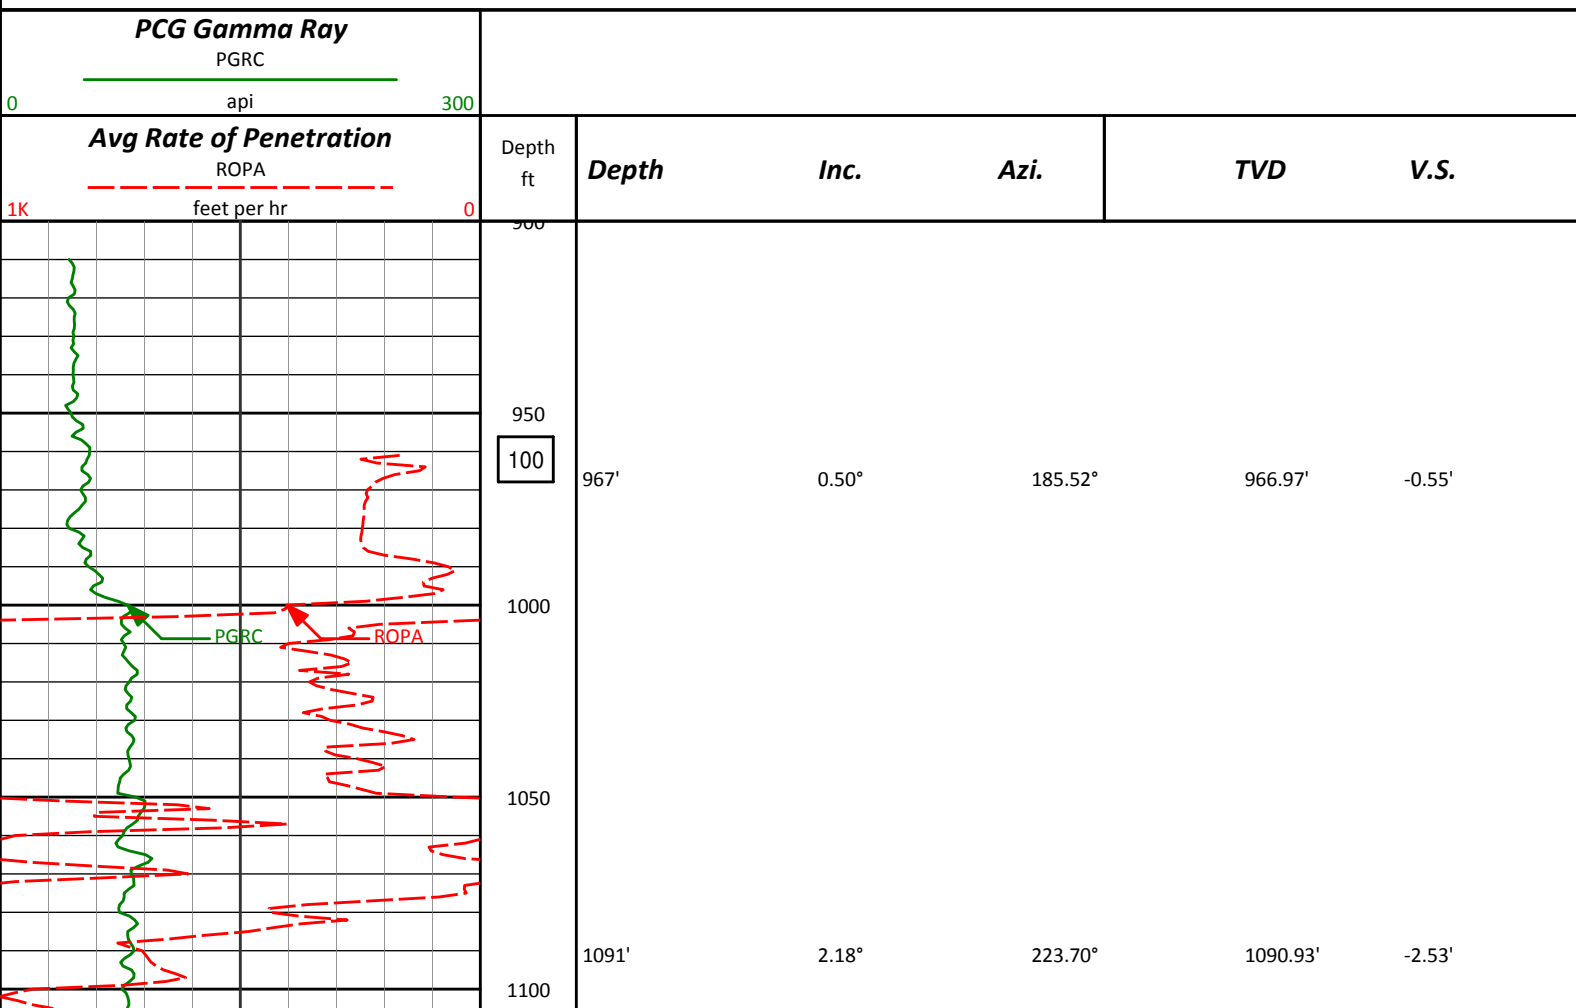 PCG Gamma Ray
PGRC
0 api 300
Avg Rate of Penetration
ROPA
1K feet per hr 0
Depth
ft
Depth Inc. Azi. TVD V.S.
900
950
100
967' 0.50° 185.52° 966.97' -0.55'
1000
PGRC ROPA
1050
1091' 2.18° 223.70° 1090.93' -2.53'
1100